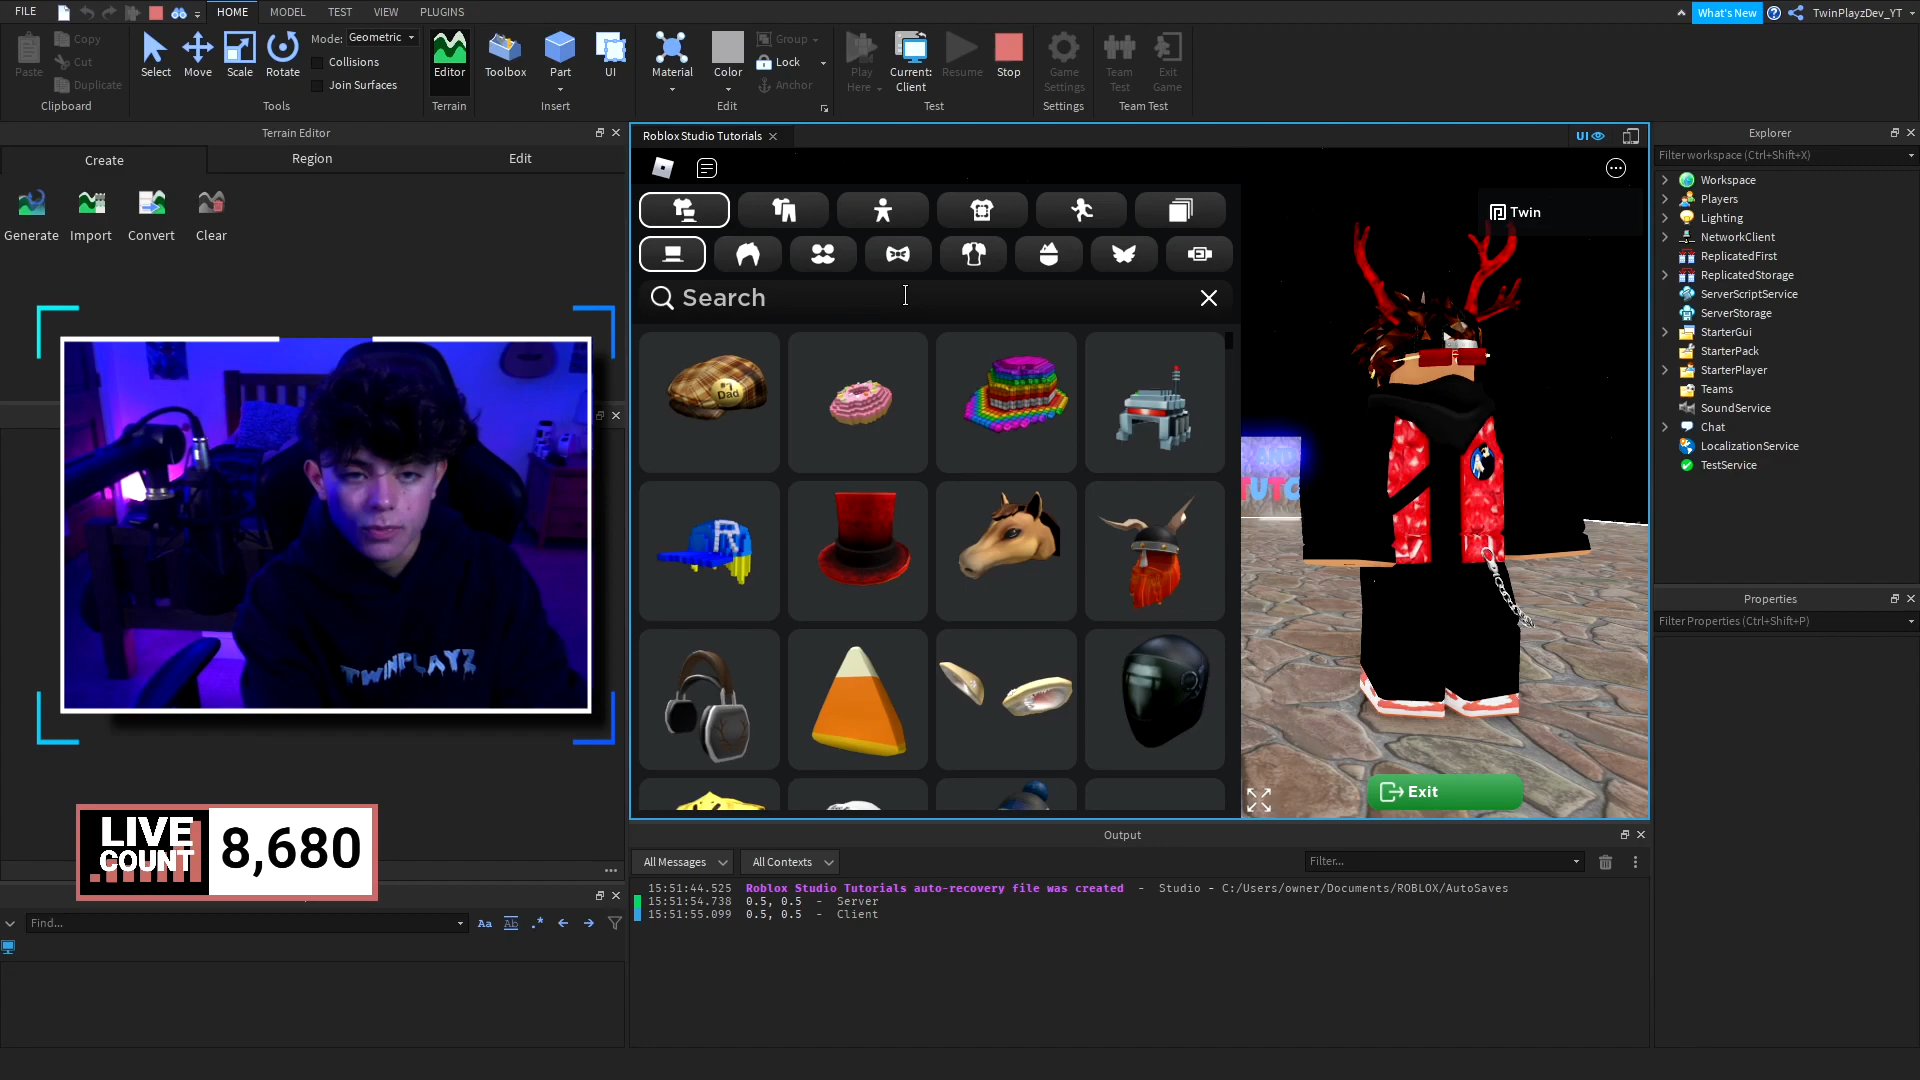 FILE HOME MODEL TEST VIEW PLUGINS What's New TwinPlayzDev_YT
Paste Copy Cut Duplicate Clipboard
Select Move Scale Rotate Mode: Geometric Collisions Join Surfaces Tools
Editor Terrain
Toolbox Part UI Insert
Material Color Group Lock Anchor Edit
Play Here Current: Client Resume Stop Test
Game Settings Settings
Team Test Exit Game Team Test
Terrain Editor
Create Region Edit
Generate Import Convert Clear
TWINPLAYZ
LIVE COUNT 8,680
Find... Aa Ab .*
Roblox Studio Tutorials UI
Search
#1 Dad
R
Twin
TUTO
Exit
Output
All Messages All Contexts Filter...
15:51:44.525 Roblox Studio Tutorials auto-recovery file was created - Studio - C:/Users/owner/Documents/ROBLOX/AutoSaves
15:51:54.738 0.5, 0.5 - Server
15:51:55.099 0.5, 0.5 - Client
Explorer
Filter workspace (Ctrl+Shift+X)
Workspace
Players
Lighting
NetworkClient
ReplicatedFirst
ReplicatedStorage
ServerScriptService
ServerStorage
StarterGui
StarterPack
StarterPlayer
Teams
SoundService
Chat
LocalizationService
TestService
Properties
Filter Properties (Ctrl+Shift+P)